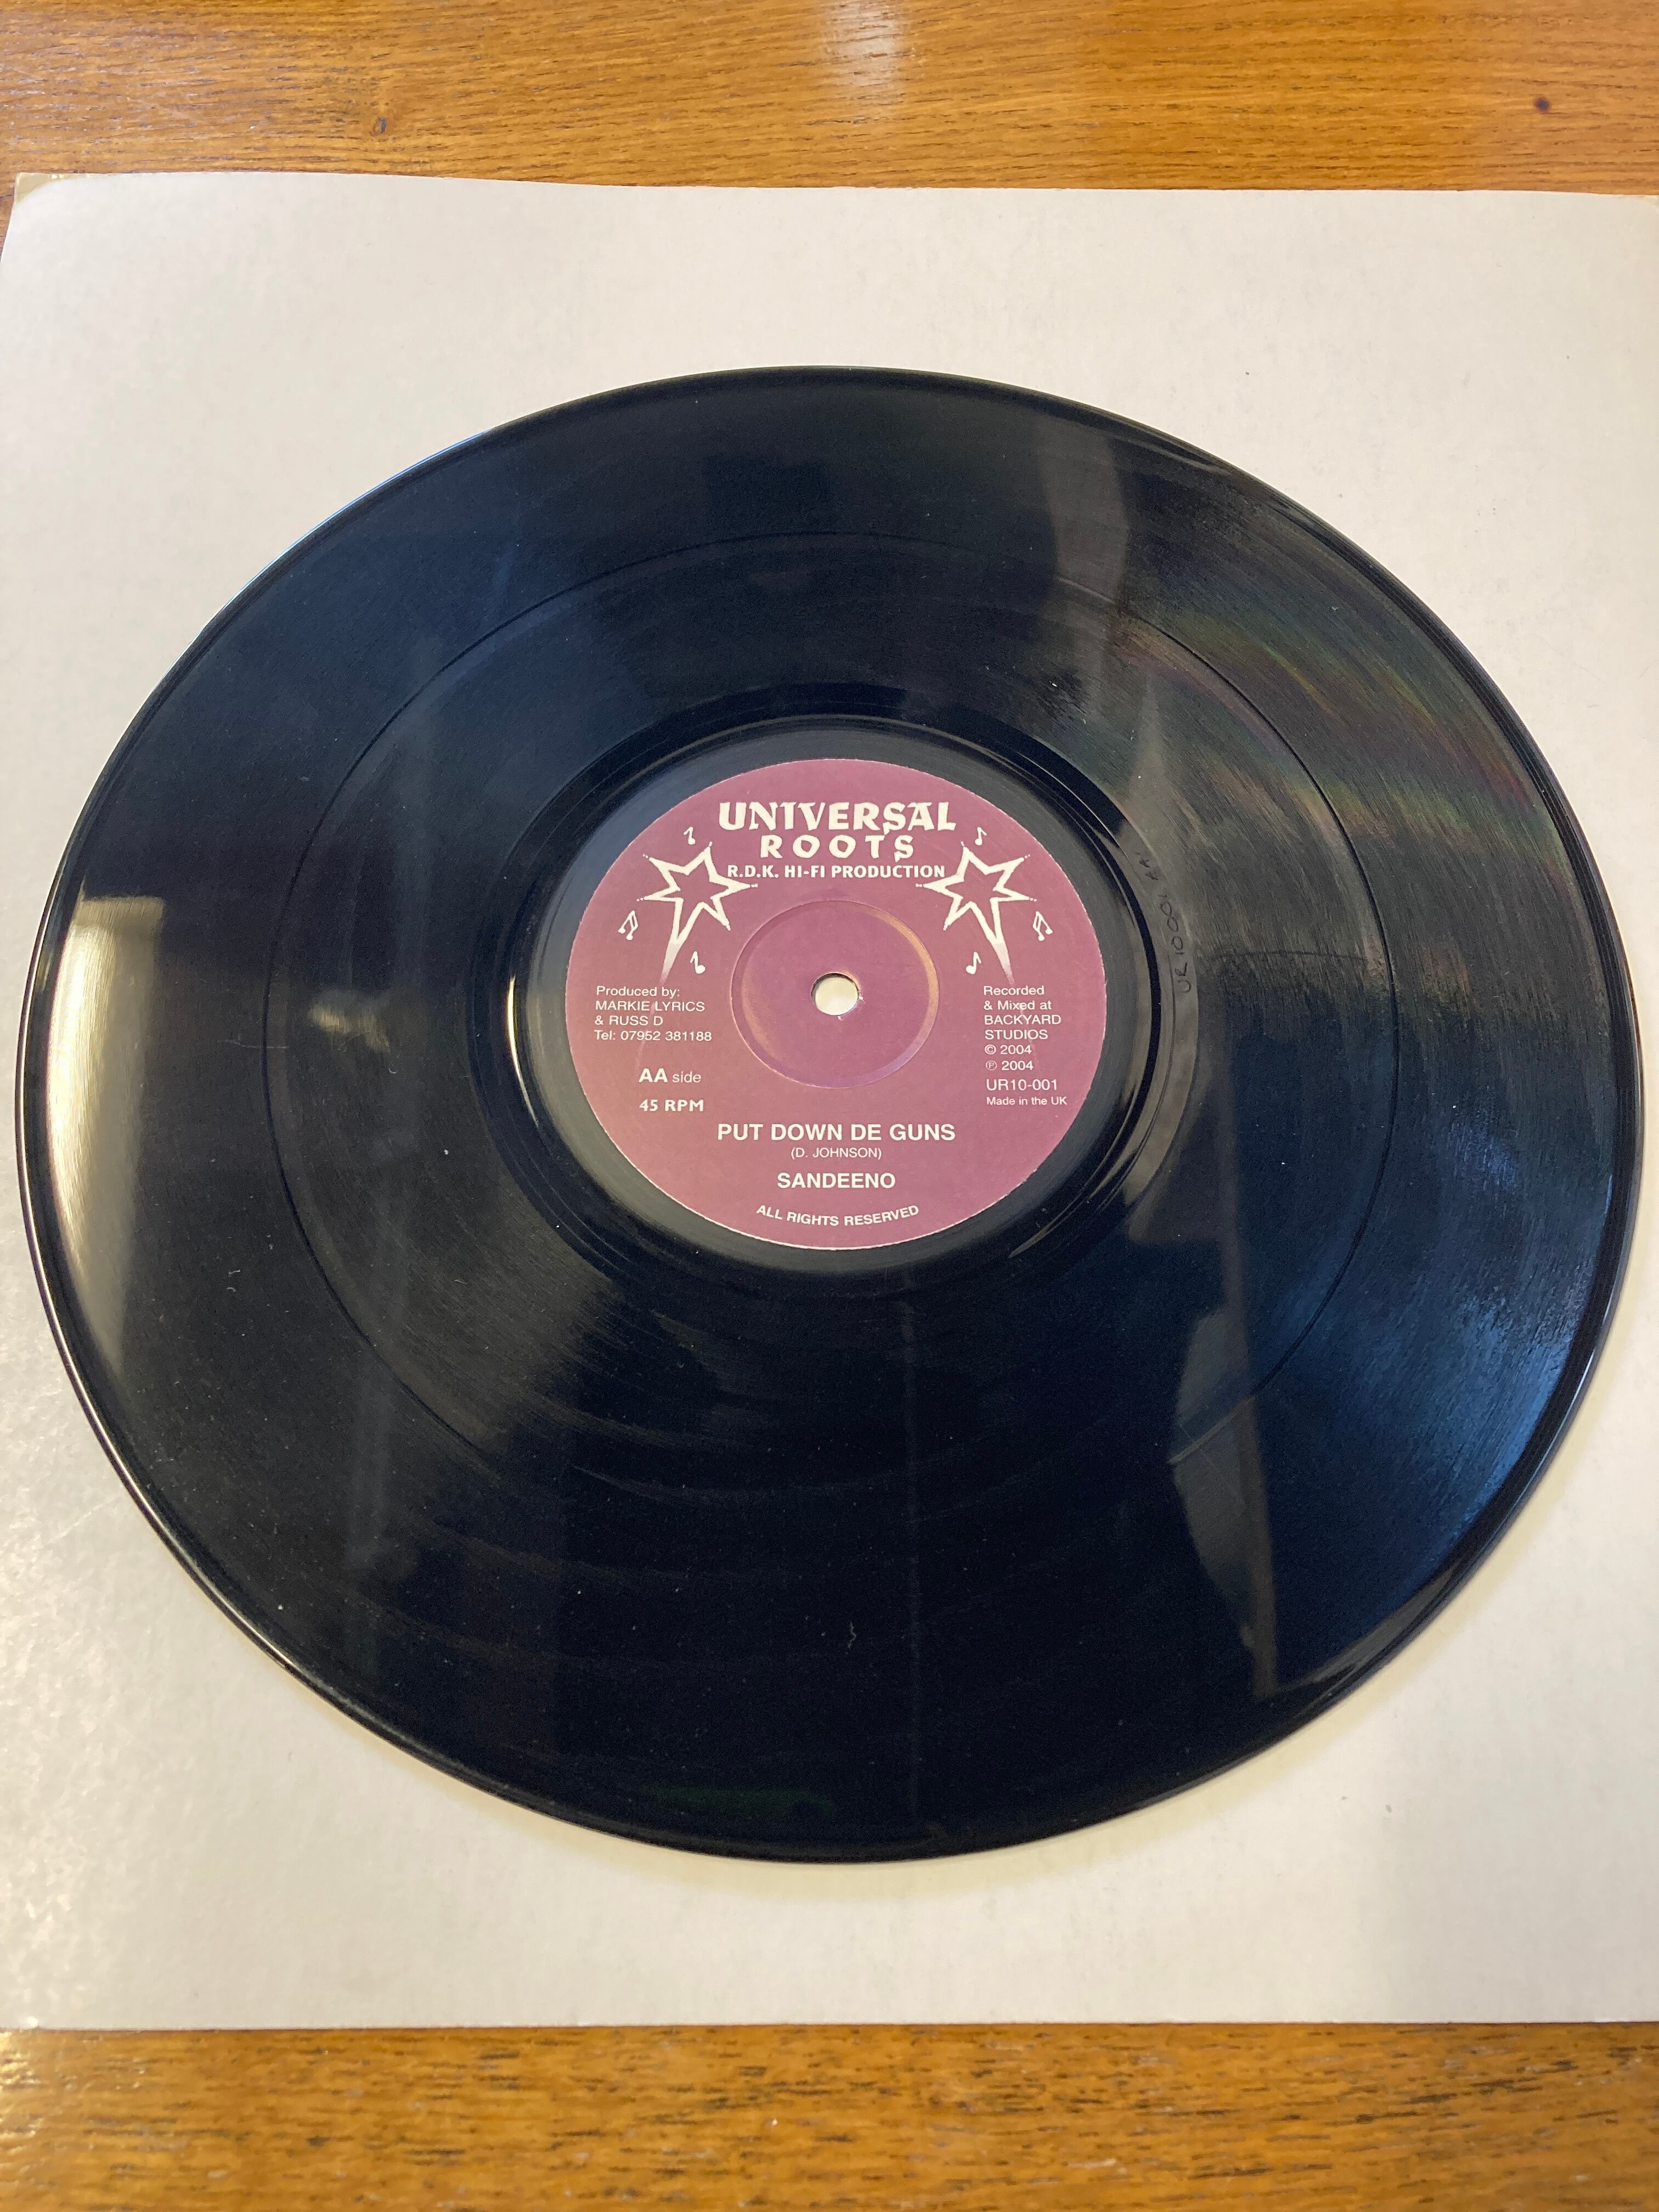 UNIVERSAL
ROOTS
R.D.K. HI-FI PRODUCTION
Produced by:
MARKIE LYRICS
& RUSS D
Tel: 07952 381188
AA side
45 RPM
Recorded
& Mixed at
BACKYARD
STUDIOS
© 2004
℗ 2004
UR10-001
Made in the UK
PUT DOWN DE GUNS
(D. JOHNSON)
SANDEENO
ALL RIGHTS RESERVED